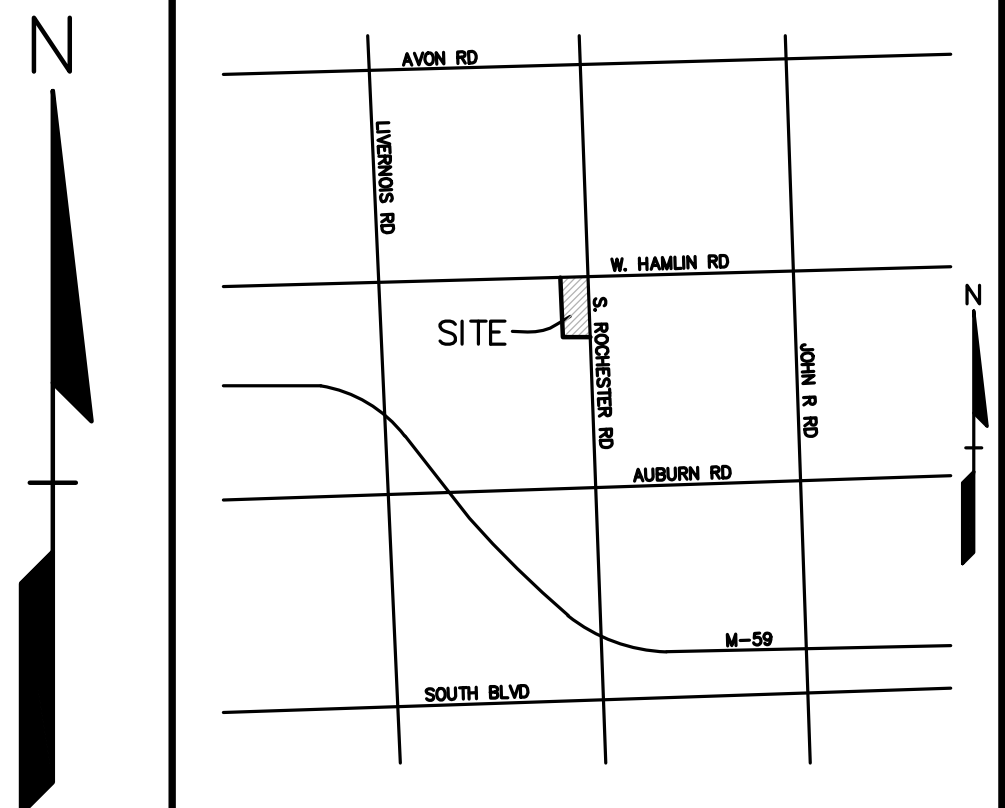 N
AVON RD
LIVERNOIS RD
W. HAMLIN RD
N
SITE
S. ROCHESTER RD
JOHN R RD
AUBURN RD
M-59
SOUTH BLVD